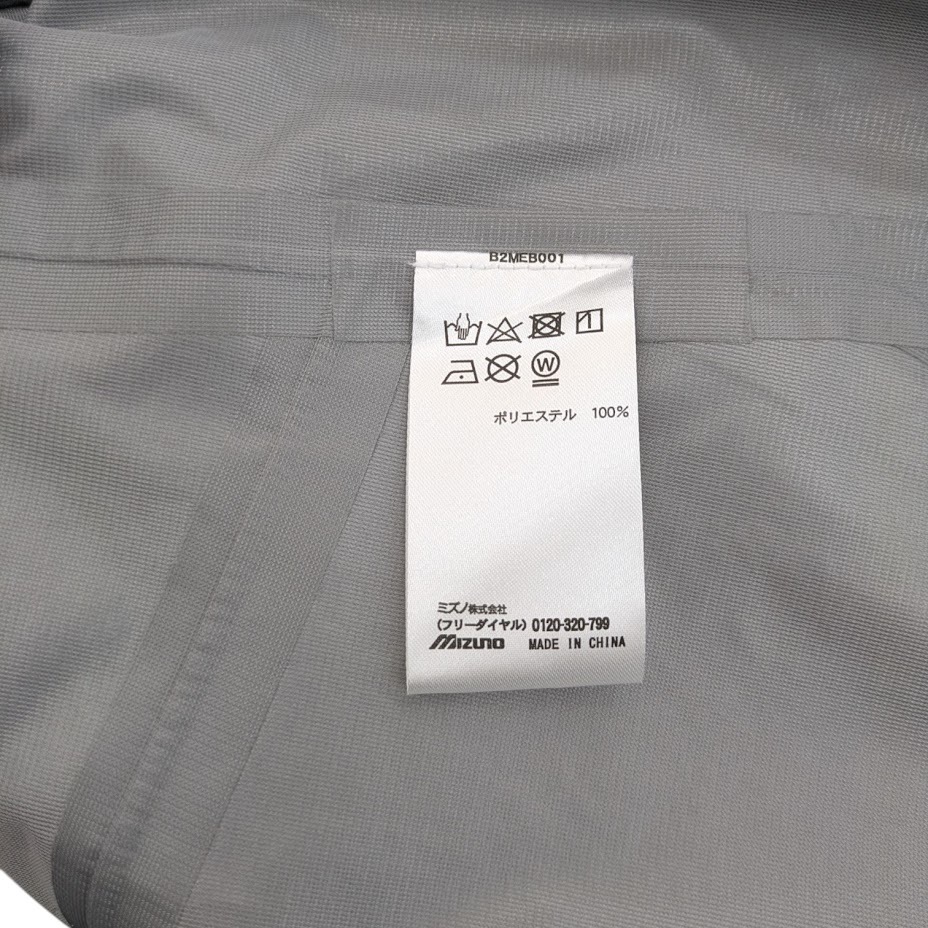 B2MEB001
W
ポリエステル 100%
ミズノ株式会社
(フリーダイヤル) 0120-320-799
MIZUNO MADE IN CHINA